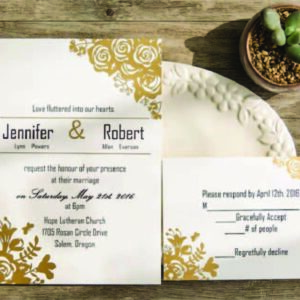 Love fluttered into our hearts.
Jennifer & Robert
Lynn Powers Allen Everson
request the honour of your presence
at their marriage
on Saturday, May 21st, 2016
at 6pm
Hope Lutheran Church
1705 Rosan Circle Drive
Salem, Oregon
Please respond by April 12th, 2016
M
Gracefully Accept
# of people
Regretfully decline